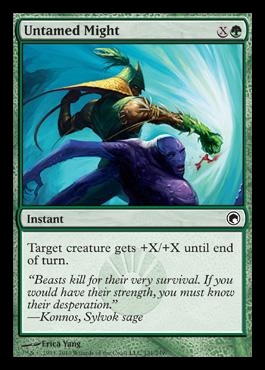 Untamed Might X
Instant
Target creature gets +X/+X until end
of turn.
“Beasts kill for their very survival. If you
would have their strength, you must know
their desperation.”
—Konnos, Sylvok sage
Erica Yang